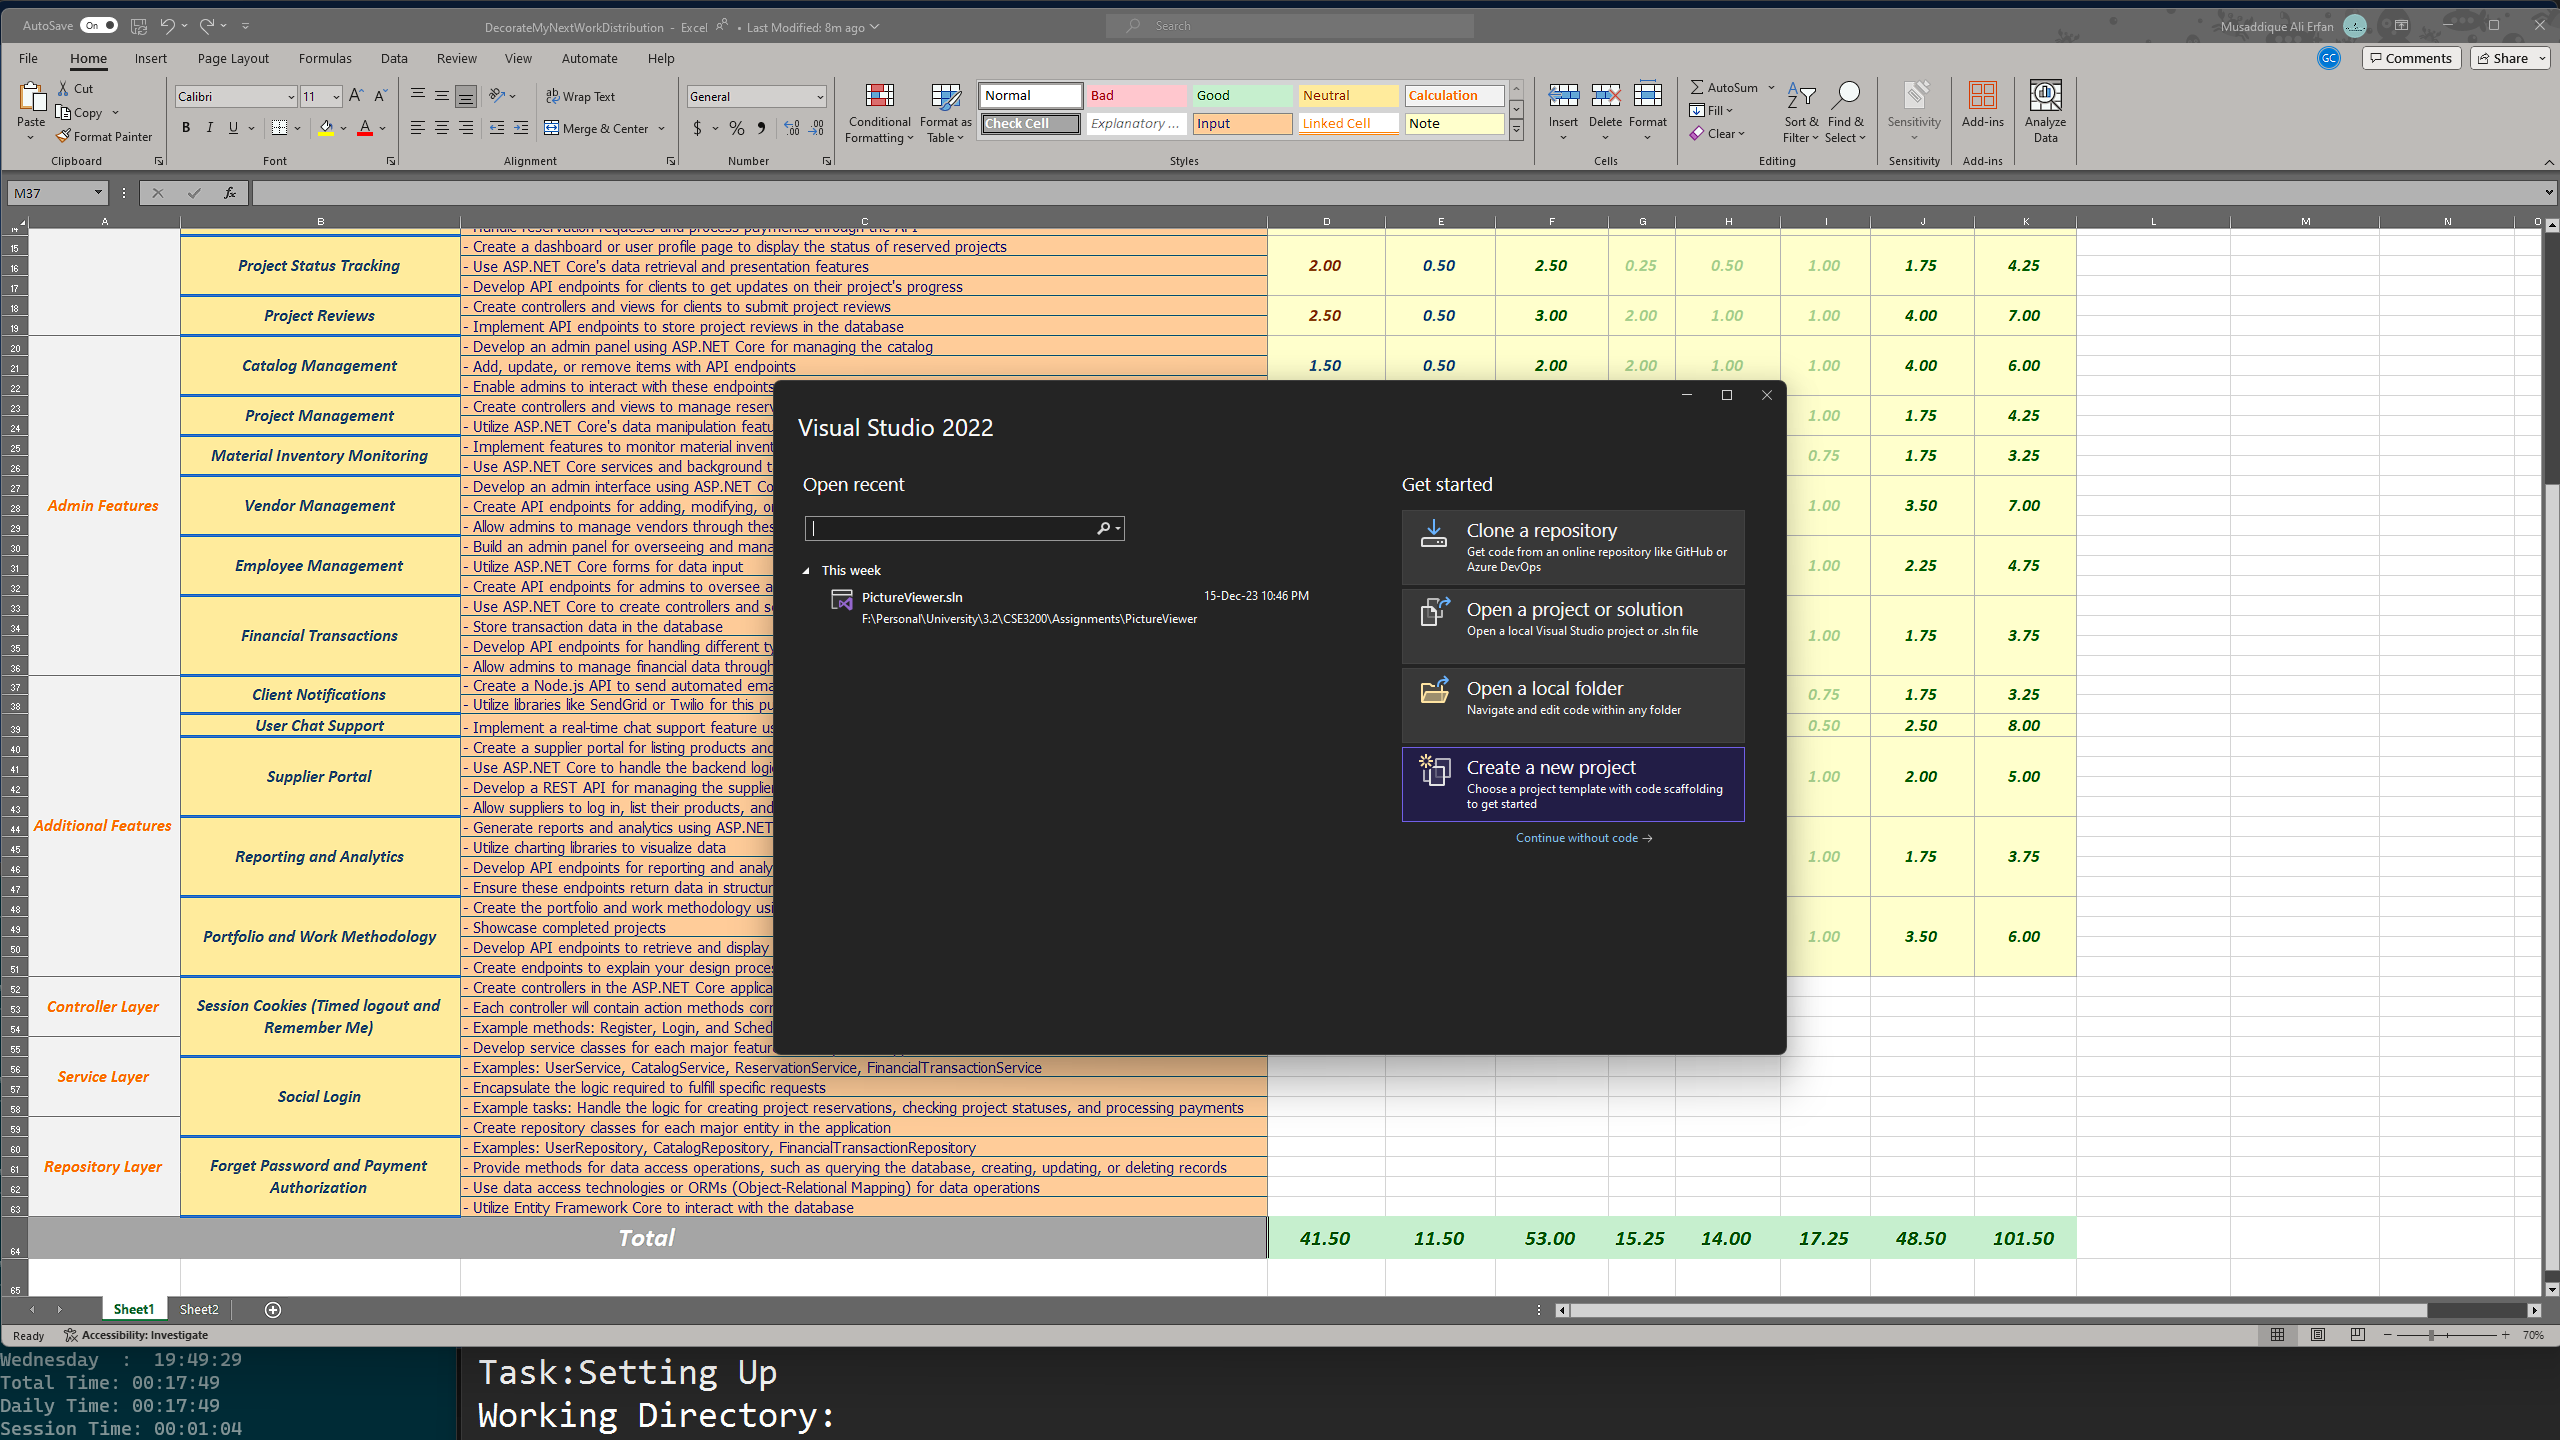 AutoSave On DecorateMyNextWorkDistribution - Excel • Last Modified: 8m ago Search Musaddique Ali Erfan
File Home Insert Page Layout Formulas Data Review View Automate Help GC Comments Share
Paste Cut Copy Format Painter Clipboard
Calibri 11 B I U Font
Wrap Text Merge & Center Alignment
General $ % Number
Conditional Formatting Format as Table
Normal Bad Good Neutral Calculation
Check Cell Explanatory ... Input Linked Cell Note
Styles
Insert Delete Format Cells
AutoSum Fill Clear Sort & Filter Find & Select Editing
Sensitivity Sensitivity
Add-ins Add-ins
Analyze Data
M37 fx
A B C D E F G H I J K L M N O
15 - Create a dashboard or user profile page to display the status of reserved projects
16 Project Status Tracking - Use ASP.NET Core's data retrieval and presentation features 2.00 0.50 2.50 0.25 0.50 1.00 1.75 4.25
17 - Develop API endpoints for clients to get updates on their project's progress
18 - Create controllers and views for clients to submit project reviews
Project Reviews 2.50 0.50 3.00 2.00 1.00 1.00 4.00 7.00
19 - Implement API endpoints to store project reviews in the database
20 - Develop an admin panel using ASP.NET Core for managing the catalog
21 Catalog Management - Add, update, or remove items with API endpoints 1.50 0.50 2.00 2.00 1.00 1.00 4.00 6.00
22 - Enable admins to interact with these endpoints
23 - Create controllers and views to manage reserv
Project Management 1.00 1.75 4.25
24 - Utilize ASP.NET Core's data manipulation featu
25 - Implement features to monitor material invent
Material Inventory Monitoring 0.75 1.75 3.25
26 - Use ASP.NET Core services and background t
27 - Develop an admin interface using ASP.NET Co
28 Admin Features Vendor Management - Create API endpoints for adding, modifying, or 1.00 3.50 7.00
29 - Allow admins to manage vendors through thes
30 - Build an admin panel for overseeing and mana
31 Employee Management - Utilize ASP.NET Core forms for data input 1.00 2.25 4.75
32 - Create API endpoints for admins to oversee a
33 - Use ASP.NET Core to create controllers and se
34 - Store transaction data in the database
Financial Transactions 1.00 1.75 3.75
35 - Develop API endpoints for handling different ty
36 - Allow admins to manage financial data through
37 - Create a Node.js API to send automated ema
Client Notifications 0.75 1.75 3.25
38 - Utilize libraries like SendGrid or Twilio for this pu
39 User Chat Support - Implement a real-time chat support feature us 0.50 2.50 8.00
40 - Create a supplier portal for listing products and
41 - Use ASP.NET Core to handle the backend logi
Supplier Portal 1.00 2.00 5.00
42 - Develop a REST API for managing the supplier
43 - Allow suppliers to log in, list their products, and
44 Additional Features - Generate reports and analytics using ASP.NET
45 - Utilize charting libraries to visualize data
Reporting and Analytics 1.00 1.75 3.75
46 - Develop API endpoints for reporting and analy
47 - Ensure these endpoints return data in structur
48 - Create the portfolio and work methodology usi
49 - Showcase completed projects
Portfolio and Work Methodology 1.00 3.50 6.00
50 - Develop API endpoints to retrieve and display
51 - Create endpoints to explain your design proces
52 - Create controllers in the ASP.NET Core applica
53 Controller Layer Session Cookies (Timed logout and Remember Me) - Each controller will contain action methods corr
54 - Example methods: Register, Login, and Sched
55 - Develop service classes for each major featur
56 - Examples: UserService, CatalogService, ReservationService, FinancialTransactionService
57 Service Layer Social Login - Encapsulate the logic required to fulfill specific requests
58 - Example tasks: Handle the logic for creating project reservations, checking project statuses, and processing payments
59 - Create repository classes for each major entity in the application
60 - Examples: UserRepository, CatalogRepository, FinancialTransactionRepository
61 Repository Layer Forget Password and Payment Authorization - Provide methods for data access operations, such as querying the database, creating, updating, or deleting records
62 - Use data access technologies or ORMs (Object-Relational Mapping) for data operations
63 - Utilize Entity Framework Core to interact with the database
64 Total 41.50 11.50 53.00 15.25 14.00 17.25 48.50 101.50
65
Visual Studio 2022
Open recent
This week
PictureViewer.sln 15-Dec-23 10:46 PM
F:\Personal\University\3.2\CSE3200\Assignments\PictureViewer
Get started
Clone a repository
Get code from an online repository like GitHub or
Azure DevOps
Open a project or solution
Open a local Visual Studio project or .sln file
Open a local folder
Navigate and edit code within any folder
Create a new project
Choose a project template with code scaffolding
to get started
Continue without code →
Sheet1 Sheet2
Ready Accessibility: Investigate 70%
Wednesday : 19:49:29
Total Time: 00:17:49
Daily Time: 00:17:49
Session Time: 00:01:04
Task:Setting Up
Working Directory: